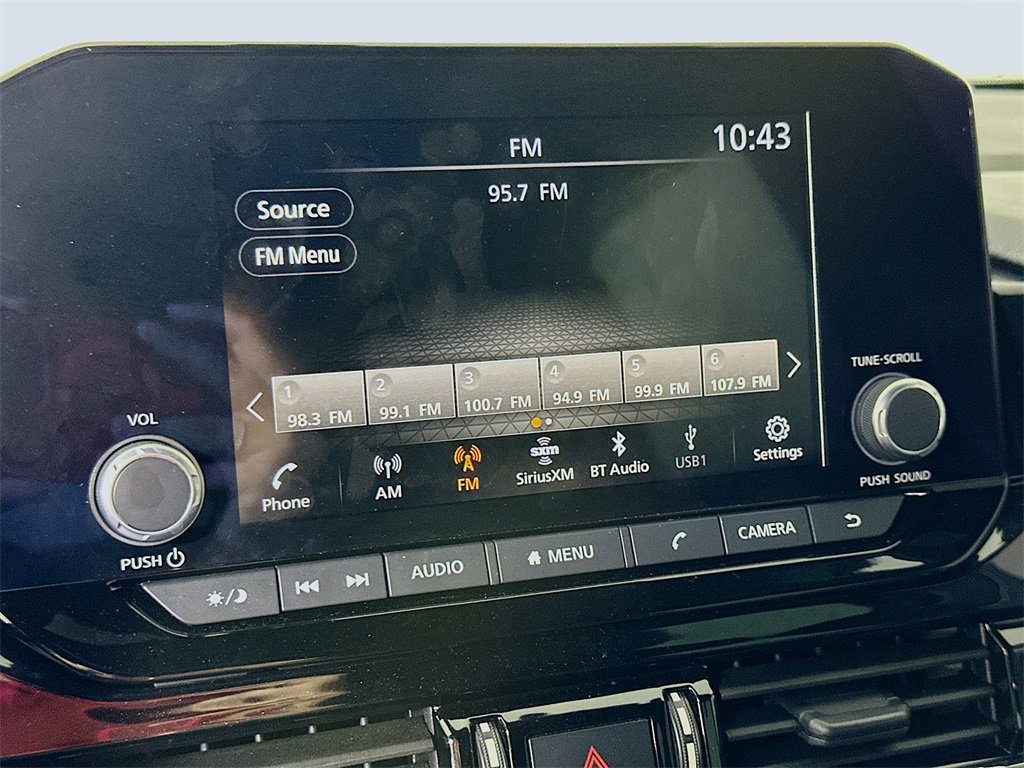 FM
10:43
95.7 FM
Source
FM Menu
1
98.3 FM
2
99.1 FM
3
100.7 FM
4
94.9 FM
5
99.9 FM
6
107.9 FM
Phone
AM
FM
sxm
SiriusXM
BT Audio
USB1
Settings
VOL
PUSH
TUNE·SCROLL
PUSH SOUND
AUDIO
MENU
CAMERA